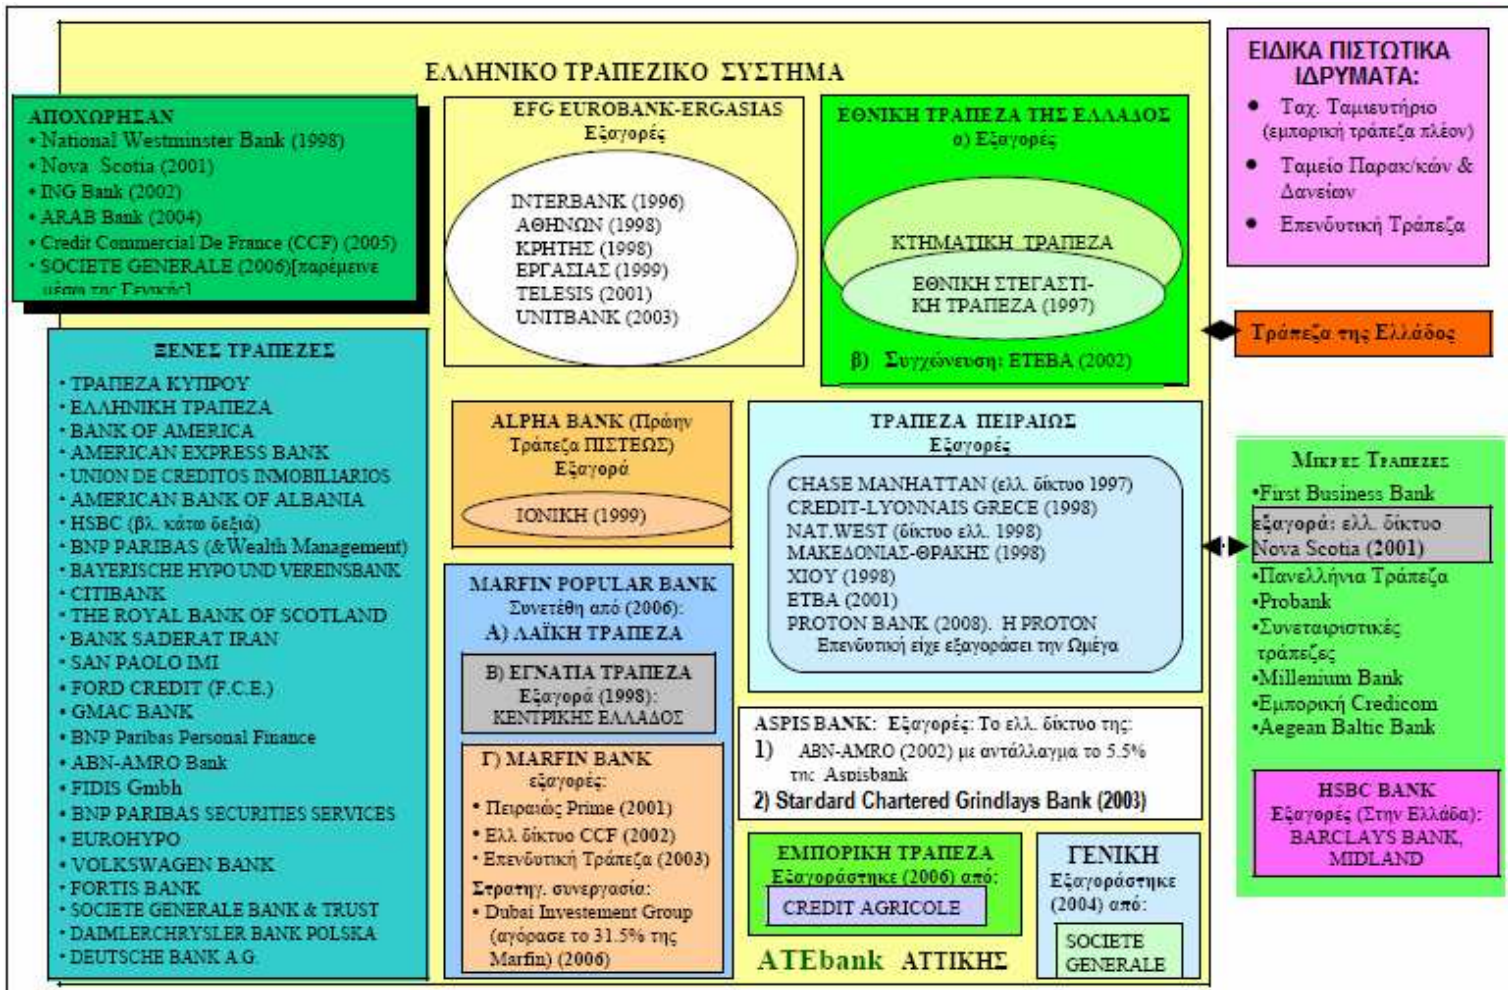 ΕΛΛΗΝΙΚΟ ΤΡΑΠΕΖΙΚΟ ΣΥΣΤΗΜΑ
ΑΠΟΧΩΡΗΣΑΝ
• National Westminster Bank (1998)
• Nova Scotia (2001)
• ING Bank (2002)
• ARAB Bank (2004)
• Credit Commercial De France (CCF) (2005)
• SOCIETE GENERALE (2006)[παρέμεινε
μέσω της Γενικής]
ΞΕΝΕΣ ΤΡΑΠΕΖΕΣ
• ΤΡΑΠΕΖΑ ΚΥΠΡΟΥ
• ΕΛΛΗΝΙΚΗ ΤΡΑΠΕΖΑ
• BANK OF AMERICA
• AMERICAN EXPRESS BANK
• UNION DE CREDITOS INMOBILIARIOS
• AMERICAN BANK OF ALBANIA
• HSBC (βλ. κάτω δεξιά)
• BNP PARIBAS (&Wealth Management)
• BAYERISCHE HYPO UND VEREINSBANK
• CITIBANK
• THE ROYAL BANK OF SCOTLAND
• BANK SADERAT IRAN
• SAN PAOLO IMI
• FORD CREDIT (F.C.E.)
• GMAC BANK
• BNP Paribas Personal Finance
• ABN-AMRO Bank
• FIDIS Gmbh
• BNP PARIBAS SECURITIES SERVICES
• EUROHYPO
• VOLKSWAGEN BANK
• FORTIS BANK
• SOCIETE GENERALE BANK & TRUST
• DAIMLERCHRYSLER BANK POLSKA
• DEUTSCHE BANK A.G.
EFG EUROBANK-ERGASIAS
Εξαγορές
INTERBANK (1996)
ΑΘΗΝΩΝ (1998)
ΚΡΗΤΗΣ (1998)
ΕΡΓΑΣΙΑΣ (1999)
TELESIS (2001)
UNITBANK (2003)
ΕΘΝΙΚΗ ΤΡΑΠΕΖΑ ΤΗΣ ΕΛΛΑΔΟΣ
α) Εξαγορές
ΚΤΗΜΑΤΙΚΗ ΤΡΑΠΕΖΑ
ΕΘΝΙΚΗ ΣΤΕΓΑΣΤΙ-
ΚΗ ΤΡΑΠΕΖΑ (1997)
β) Συγχώνευση: ΕΤΕΒΑ (2002)
ALPHA BANK (Πρώην
Τράπεζα ΠΙΣΤΕΩΣ)
Εξαγορά
ΙΟΝΙΚΗ (1999)
ΤΡΑΠΕΖΑ ΠΕΙΡΑΙΩΣ
Εξαγορές
CHASE MANHATTAN (ελλ. δίκτυο 1997)
CREDIT-LYONNAIS GRECE (1998)
NAT.WEST (δίκτυο ελλ. 1998)
ΜΑΚΕΔΟΝΙΑΣ-ΘΡΑΚΗΣ (1998)
ΧΙΟΥ (1998)
ΕΤΒΑ (2001)
PROTON BANK (2008). Η PROTON
Επενδυτική είχε εξαγοράσει την Ωμέγα
MARFIN POPULAR BANK
Συνετέθη από (2006):
Α) ΛΑΪΚΗ ΤΡΑΠΕΖΑ
Β) ΕΓΝΑΤΙΑ ΤΡΑΠΕΖΑ
Εξαγορά (1998):
ΚΕΝΤΡΙΚΗΣ ΕΛΛΑΔΟΣ
Γ) MARFIN BANK
εξαγορές:
• Πειραιώς Prime (2001)
• Ελλ δίκτυο CCF (2002)
• Επενδυτική Τράπεζα (2003)
Στρατηγ. συνεργασία:
• Dubai Investement Group
(αγόρασε το 31.5% της
Marfin) (2006)
ASPIS BANK: Εξαγορές: Το ελλ. δίκτυο της:
1) ABN-AMRO (2002) με αντάλλαγμα το 5.5%
της Aspisbank
2) Standard Chartered Grindlays Bank (2003)
ΕΜΠΟΡΙΚΗ ΤΡΑΠΕΖΑ
Εξαγοράστηκε (2006) από:
CREDIT AGRICOLE
ΑΤΕbank ΑΤΤΙΚΗΣ
ΓΕΝΙΚΗ
Εξαγοράστηκε
(2004) από:
SOCIETE
GENERALE
ΕΙΔΙΚΑ ΠΙΣΤΩΤΙΚΑ
ΙΔΡΥΜΑΤΑ:
• Ταχ. Ταμιευτήριο
(εμπορική τράπεζα πλέον)
• Ταμείο Παρακ/κών &
Δανείων
• Επενδυτική Τράπεζα
Τράπεζα της Ελλάδος
ΜΙΚΡΕΣ ΤΡΑΠΕΖΕΣ
•First Business Bank
εξαγορά: ελλ. δίκτυο
Nova Scotia (2001)
•Πανελλήνια Τράπεζα
•Probank
•Συνεταιριστικές
τράπεζες
•Millenium Bank
•Εμπορική Credicom
•Aegean Baltic Bank
HSBC BANK
Εξαγορές (Στην Ελλάδα):
BARCLAYS BANK,
MIDLAND